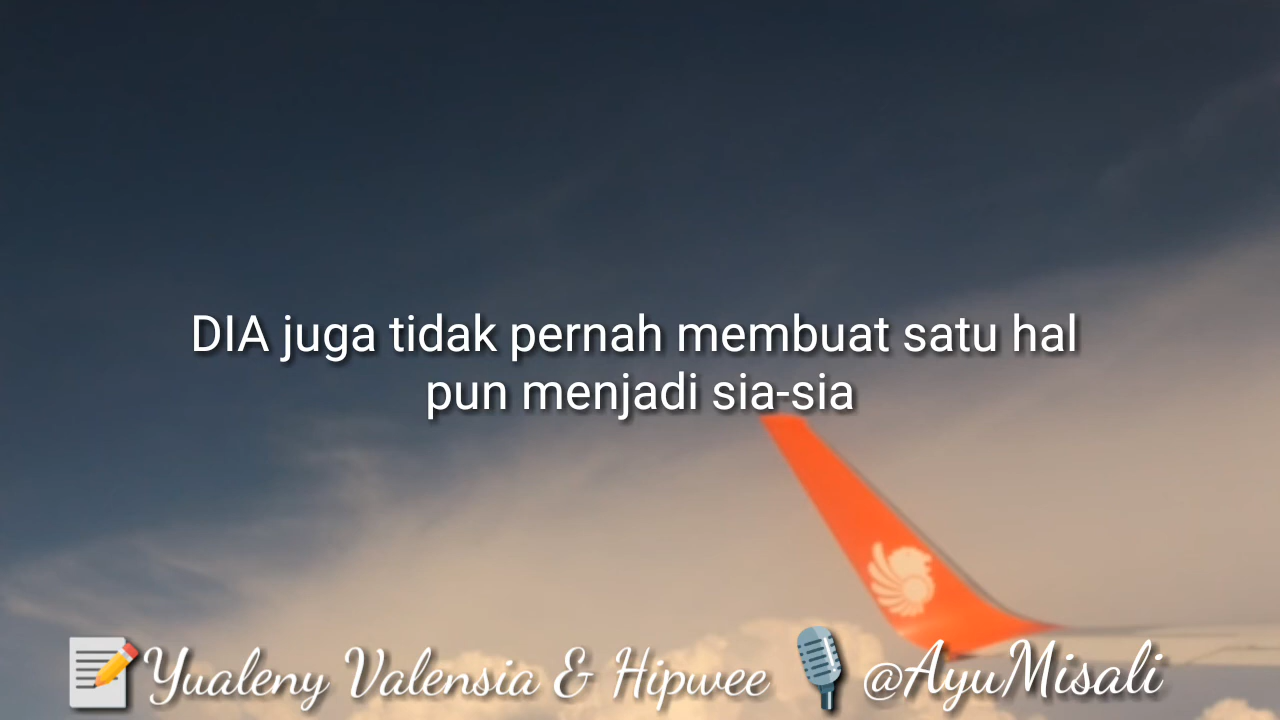 DIA juga tidak pernah membuat satu hal
pun menjadi sia-sia
Yualeny Valensia & Hipwee @AyuMisali